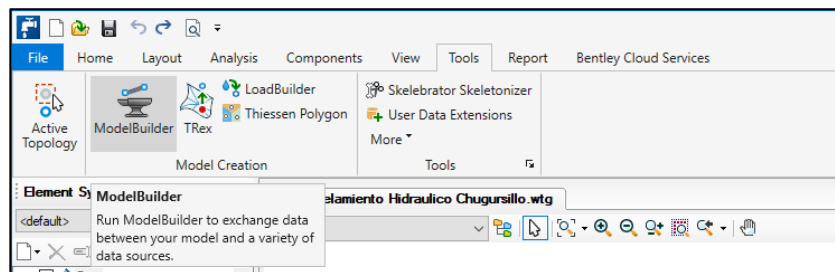 File Home Layout Analysis Components View Tools Report Bentley Cloud Services
Active
Topology
ModelBuilder
TRex
LoadBuilder
Thiessen Polygon
Model Creation
Skelebrator Skeletonizer
User Data Extensions
More
Tools
Element Sy
elamiento Hidraulico Chugursillo.wtg
<default>
ModelBuilder
Run ModelBuilder to exchange data
between your model and a variety of
data sources.